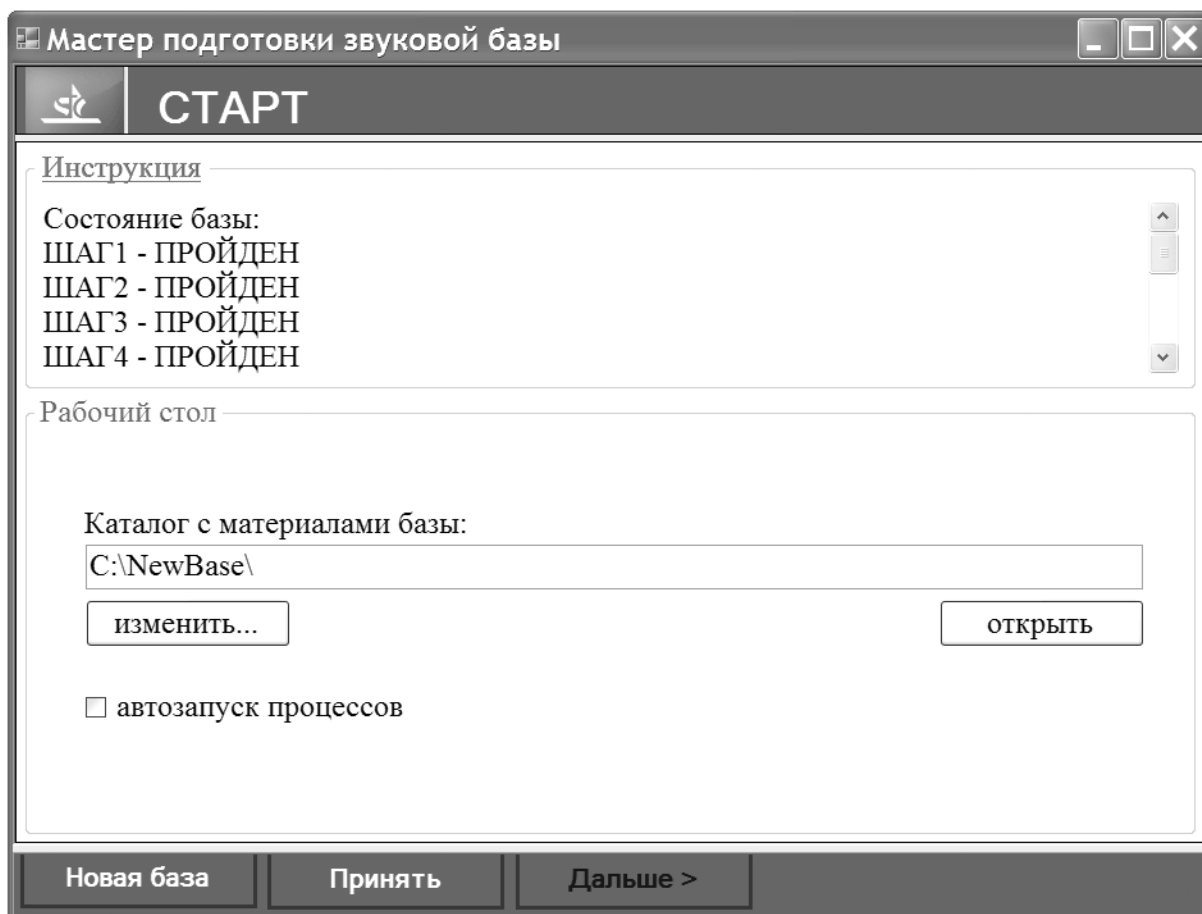 Мастер подготовки звуковой базы
СТАРТ
Инструкция
Состояние базы:
ШАГ1 - ПРОЙДЕН
ШАГ2 - ПРОЙДЕН
ШАГ3 - ПРОЙДЕН
ШАГ4 - ПРОЙДЕН
Рабочий стол
Каталог с материалами базы:
C:\NewBase\
изменить... открыть
автозапуск процессов
Новая база Принять Дальше >